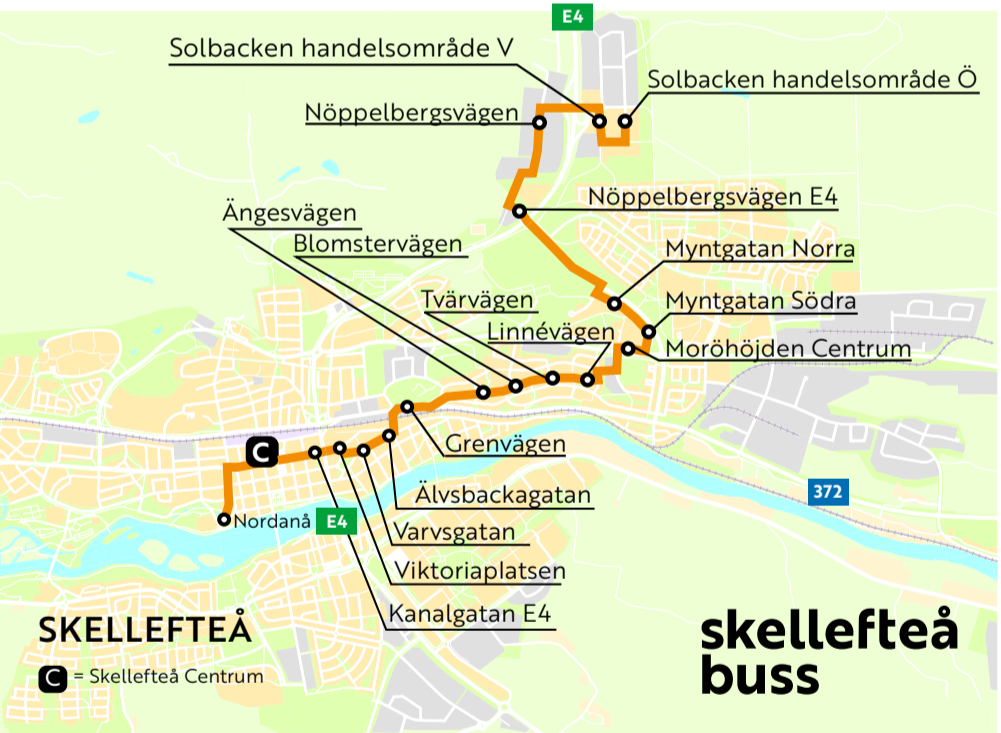 E4
Solbacken handelsområde V
Solbacken handelsområde Ö
Nöppelbergsvägen
Nöppelbergsvägen E4
Ängesvägen
Blomstervägen
Myntgatan Norra
Tvärvägen
Myntgatan Södra
Linnévägen
Moröhöjden Centrum
Grenvägen
C
Älvsbackagatan
372
Nordanå
E4
Varvsgatan
Viktoriaplatsen
Kanalgatan E4
SKELLEFTEÅ
C = Skellefteå Centrum
skellefteå
buss